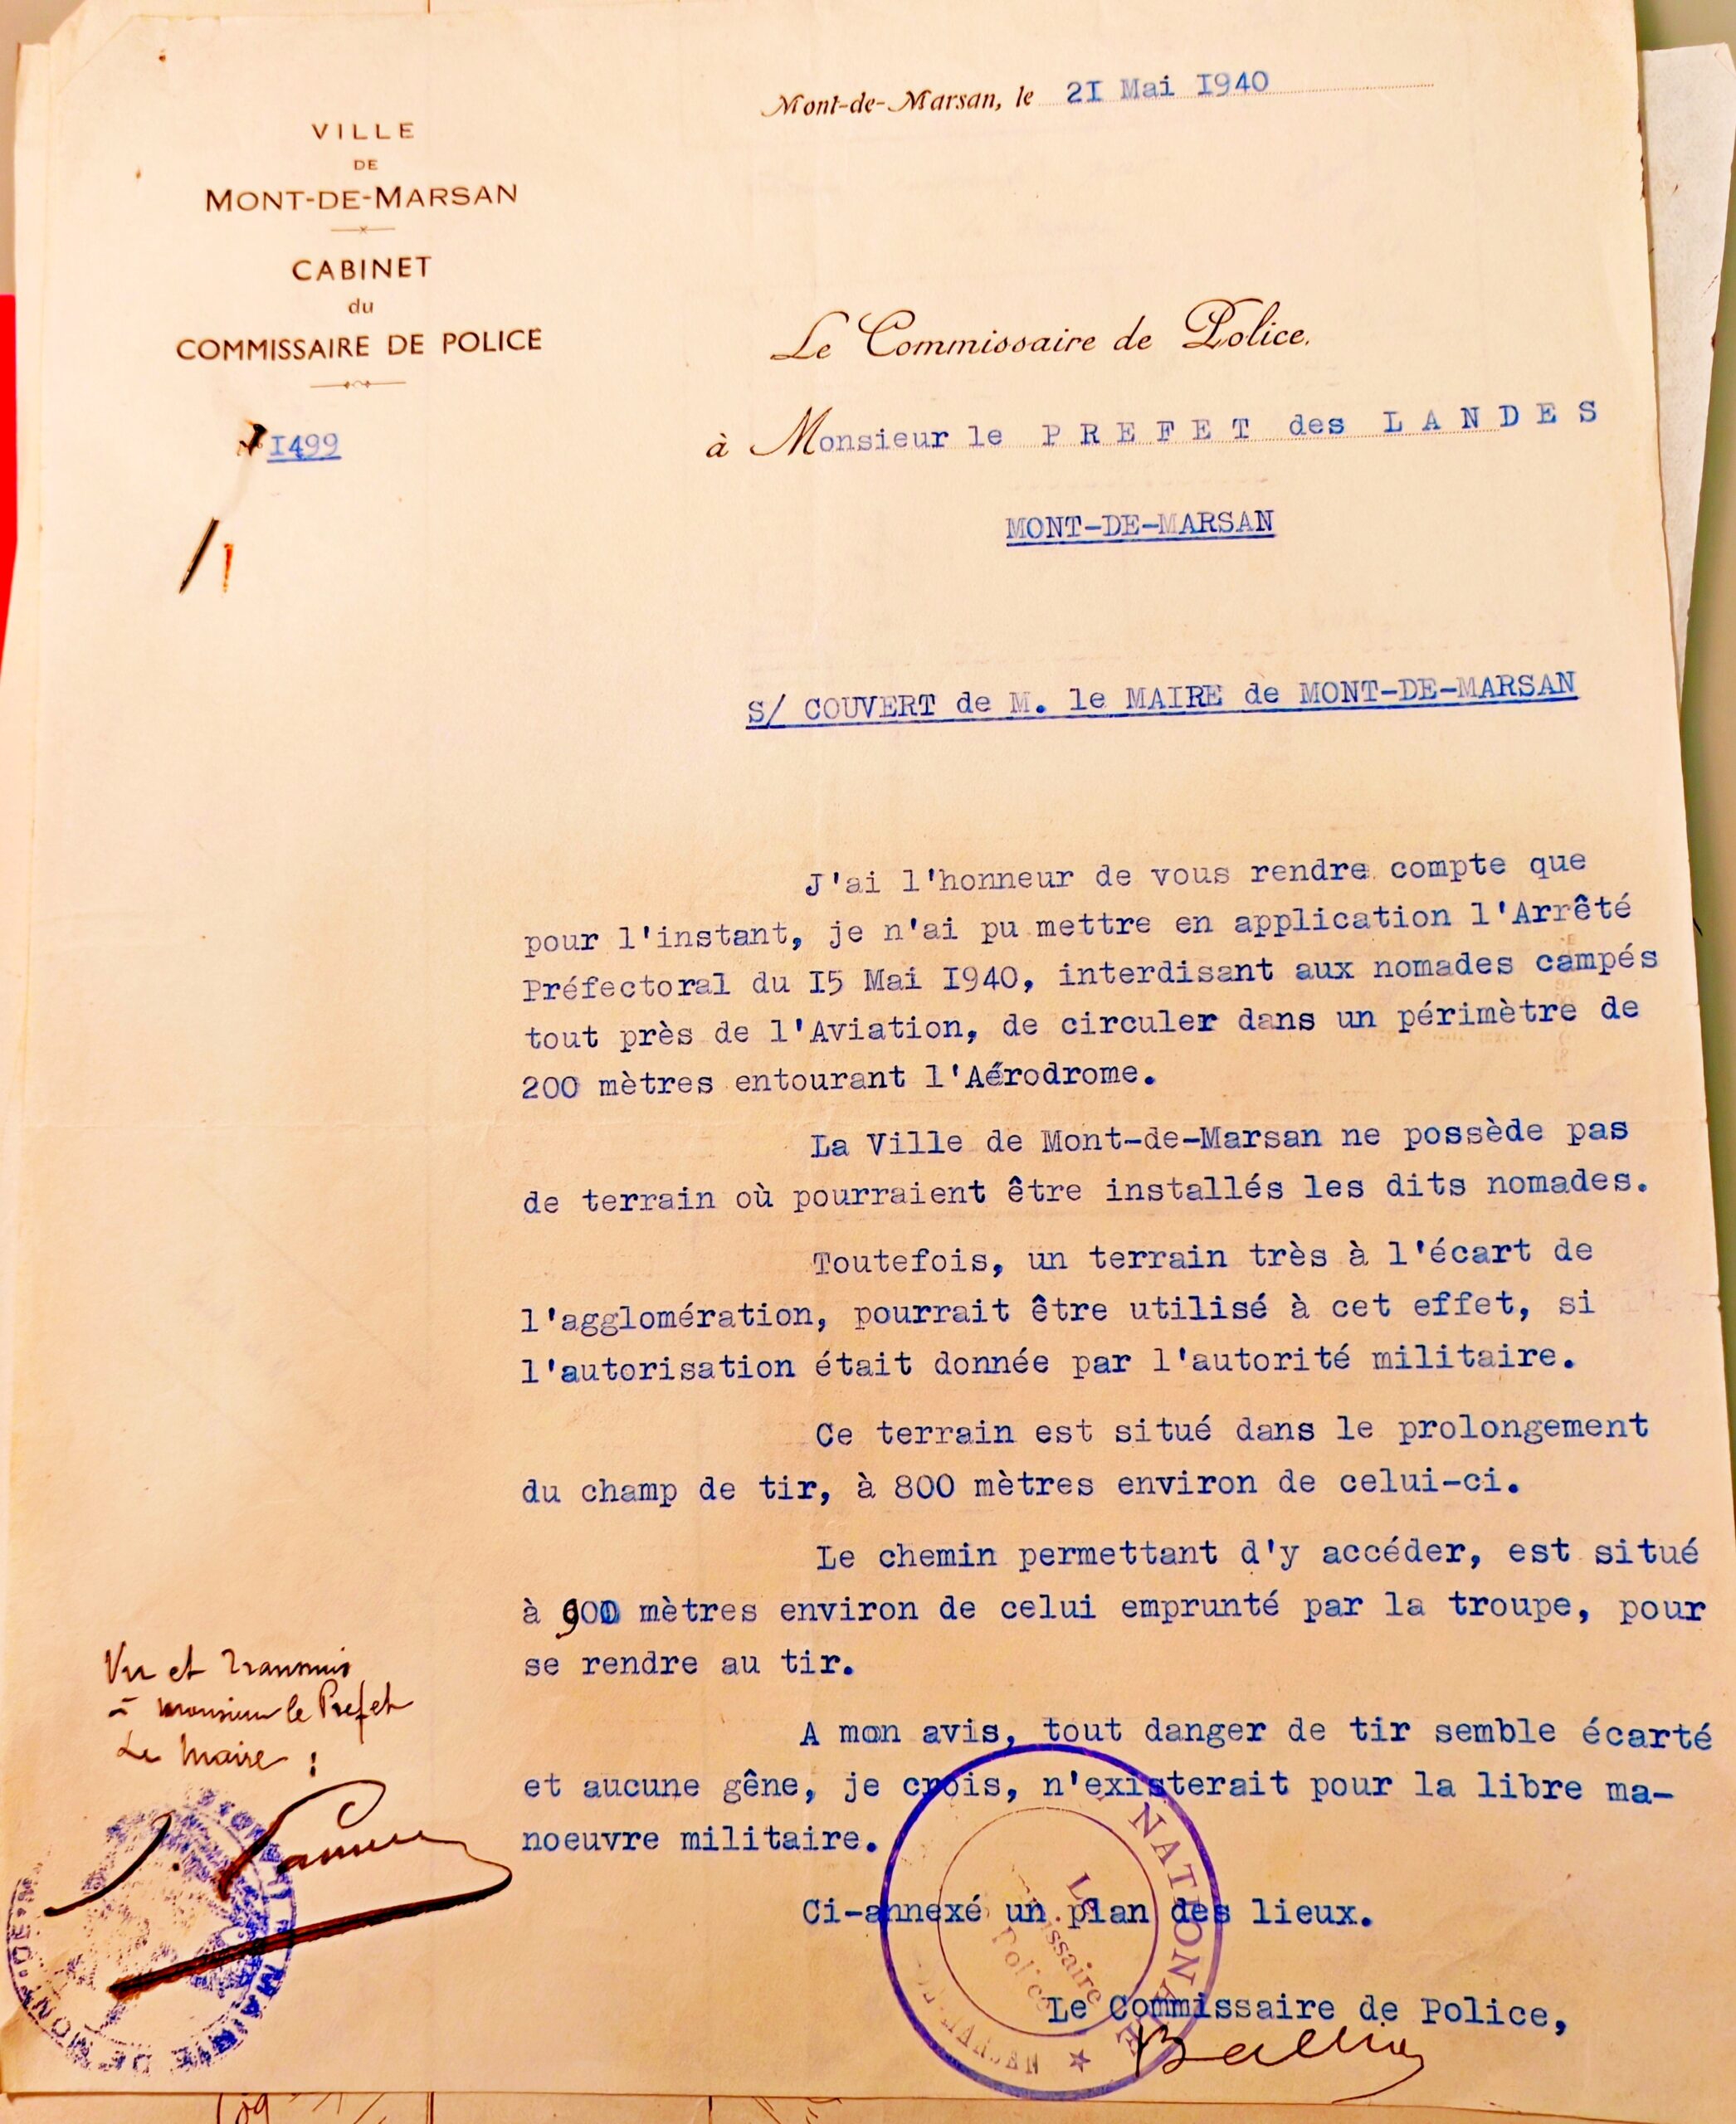 Mont-de-Marsan, le 21 Mai 1940
VILLE
DE
MONT-DE-MARSAN
CABINET
du
COMMISSAIRE DE POLICE
1499
Le Commissaire de Police.
à Monsieur le PREFET des LANDES
MONT-DE-MARSAN
S/ COUVERT de M. le MAIRE de MONT-DE-MARSAN
J'ai l'honneur de vous rendre compte que
pour l'instant, je n'ai pu mettre en application l'Arrêté
Préfectoral du 15 Mai 1940, interdisant aux nomades campés
tout près de l'Aviation, de circuler dans un périmètre de
200 mètres entourant l'Aérodrome.
La Ville de Mont-de-Marsan ne possède pas
de terrain où pourraient être installés les dits nomades.
Toutefois, un terrain très à l'écart de
l'agglomération, pourrait être utilisé à cet effet, si
l'autorisation était donnée par l'autorité militaire.
Ce terrain est situé dans le prolongement
du champ de tir, à 800 mètres environ de celui-ci.
Le chemin permettant d'y accéder, est situé
à 900 mètres environ de celui emprunté par la troupe, pour
se rendre au tir.
A mon avis, tout danger de tir semble écarté
et aucune gêne, je crois, n'existerait pour la libre ma-
noeuvre militaire.
Ci-annexé un plan des lieux.
Le Commissaire de Police,
Vu et transmis
à monsieur le Prefet
Le Maire :
MAIRIE DE MONT-DE-M
NATIONALE
Le
Police